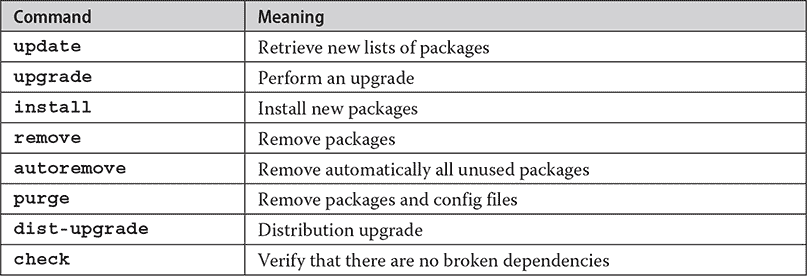 Command Meaning
update Retrieve new lists of packages
upgrade Perform an upgrade
install Install new packages
remove Remove packages
autoremove Remove automatically all unused packages
purge Remove packages and config files
dist-upgrade Distribution upgrade
check Verify that there are no broken dependencies